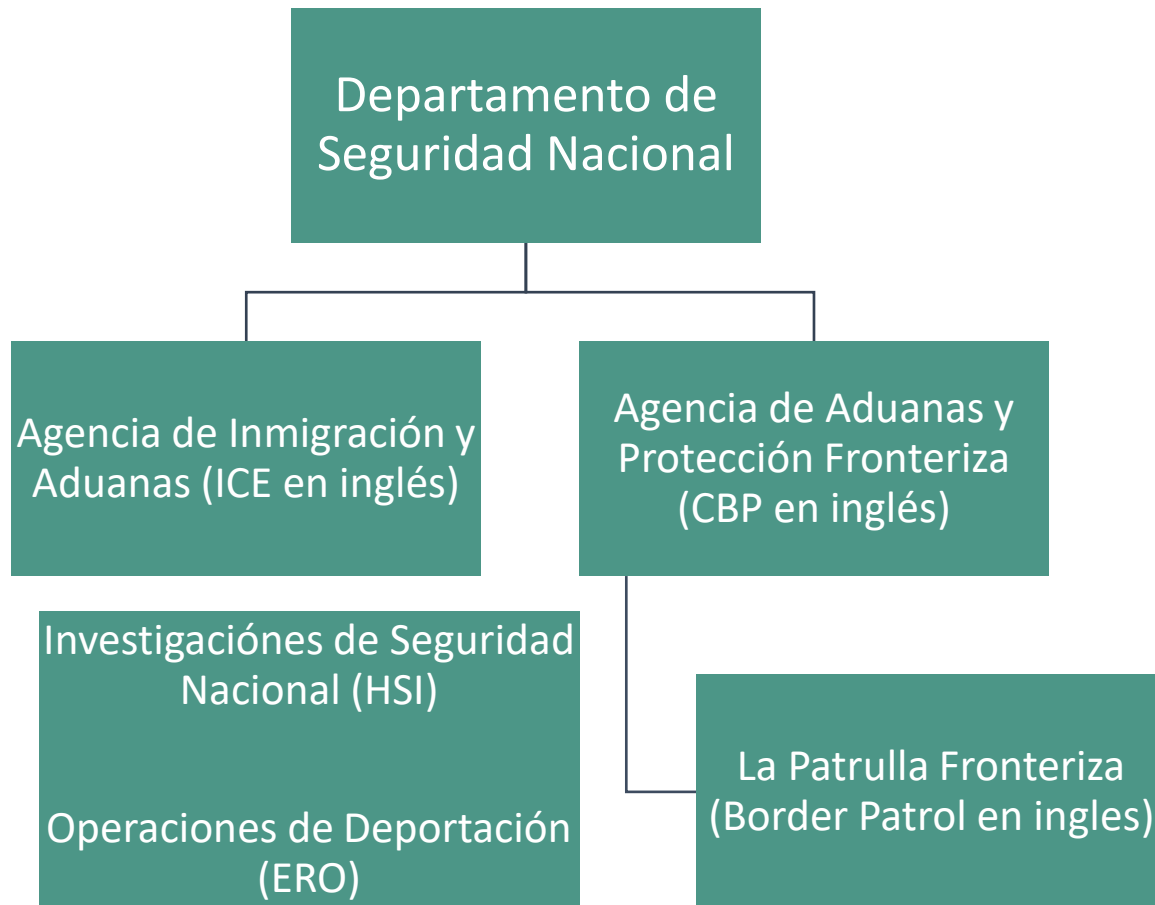 Departamento de
Seguridad Nacional
Agencia de Inmigración y
Aduanas (ICE en inglés)
Agencia de Aduanas y
Protección Fronteriza
(CBP en inglés)
Investigaciónes de Seguridad
Nacional (HSI)
Operaciones de Deportación
(ERO)
La Patrulla Fronteriza
(Border Patrol en ingles)